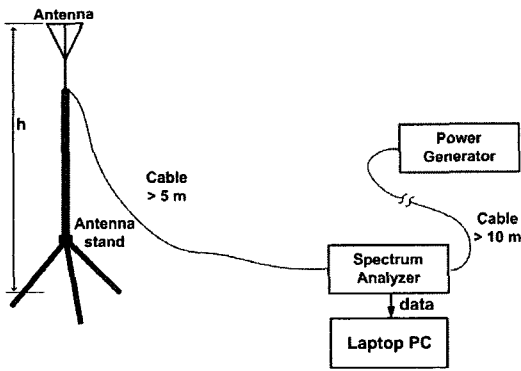 Antenna
h
Cable
> 5 m
Antenna
stand
Power
Generator
Cable
> 10 m
Spectrum
Analyzer
data
Laptop PC